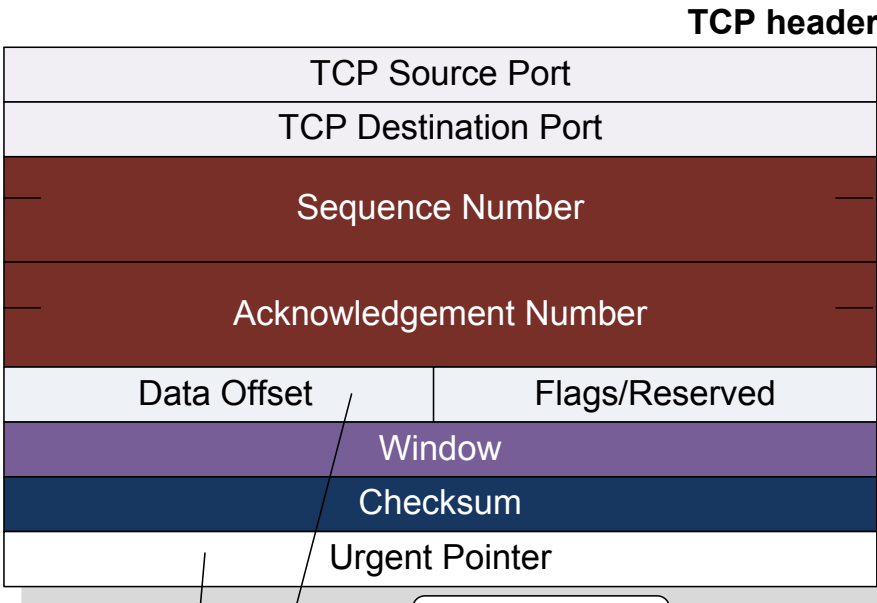 TCP header
TCP Source Port
TCP Destination Port
Sequence Number
Acknowledgement Number
Data Offset Flags/Reserved
Window
Checksum
Urgent Pointer